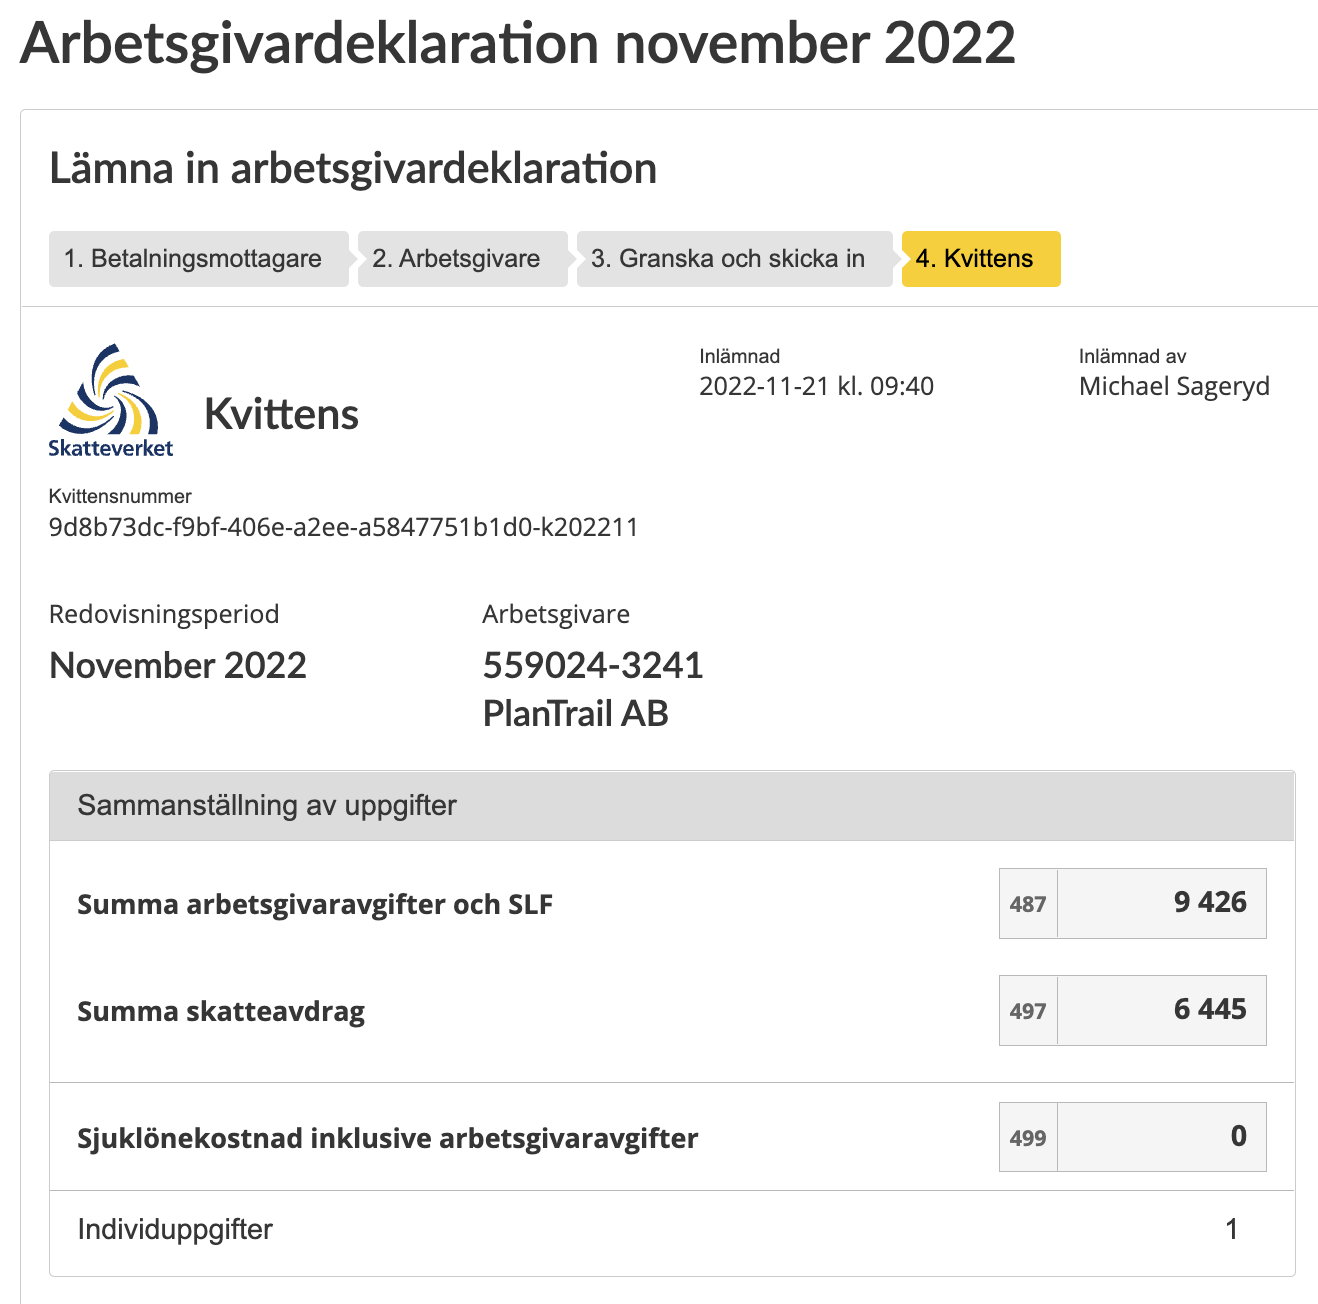 Arbetsgivardeklaration november 2022
Lämna in arbetsgivardeklaration
1. Betalningsmottagare
2. Arbetsgivare
3. Granska och skicka in
4. Kvittens
Skatteverket
Kvittens
Inlämnad
2022-11-21 kl. 09:40
Inlämnad av
Michael Sageryd
Kvittensnummer
9d8b73dc-f9bf-406e-a2ee-a5847751b1d0-k202211
Redovisningsperiod
November 2022
Arbetsgivare
559024-3241
PlanTrail AB
Sammanställning av uppgifter
Summa arbetsgivaravgifter och SLF 487 9 426
Summa skatteavdrag 497 6 445
Sjuklönekostnad inklusive arbetsgivaravgifter 499 0
Individuppgifter 1